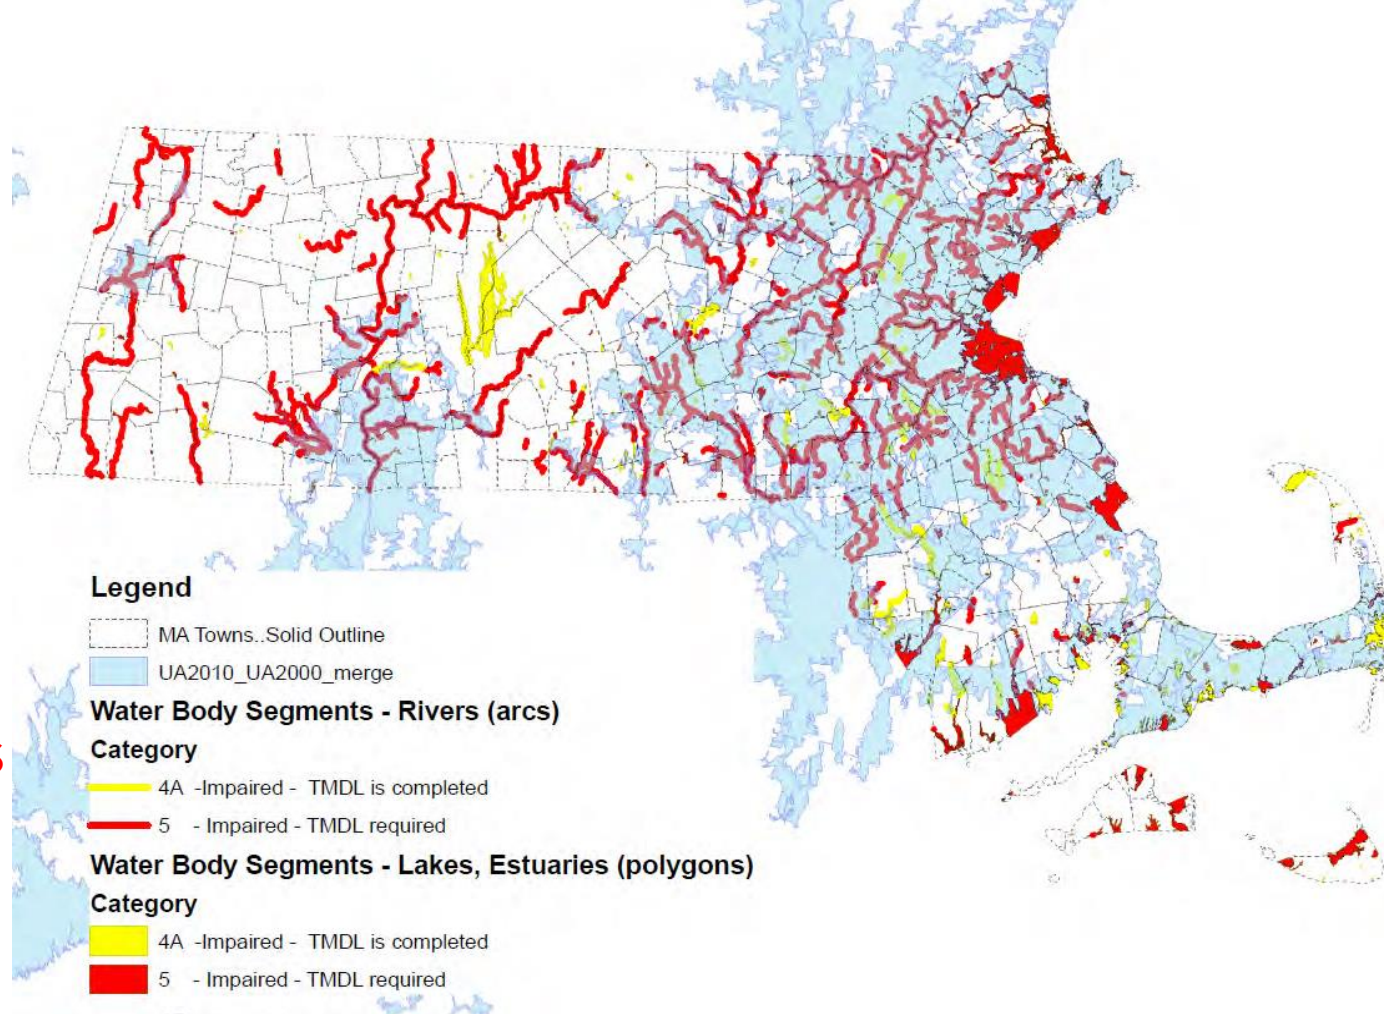 Legend
MA Towns..Solid Outline
UA2010_UA2000_merge
Water Body Segments - Rivers (arcs)
Category
4A -Impaired - TMDL is completed
5 - Impaired - TMDL required
Water Body Segments - Lakes, Estuaries (polygons)
Category
4A -Impaired - TMDL is completed
5 - Impaired - TMDL required